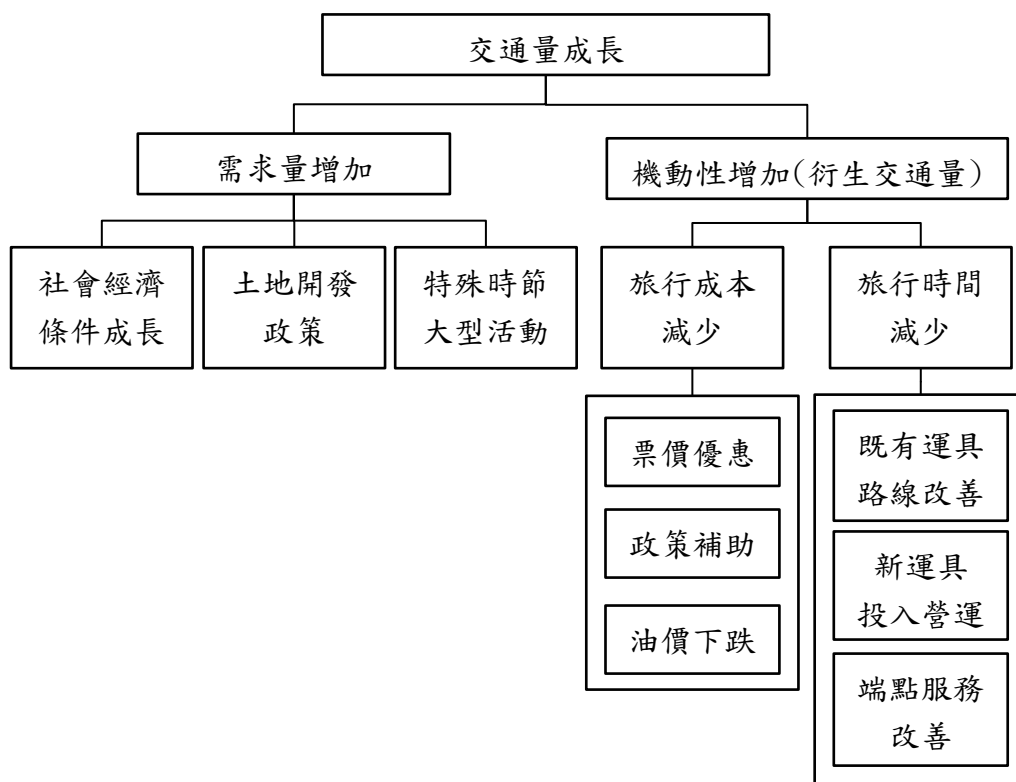 交通量成長
需求量增加
機動性增加(衍生交通量)
社會經濟
條件成長
土地開發
政策
特殊時節
大型活動
旅行成本
減少
旅行時間
減少
票價優惠
政策補助
油價下跌
既有運具
路線改善
新運具
投入營運
端點服務
改善